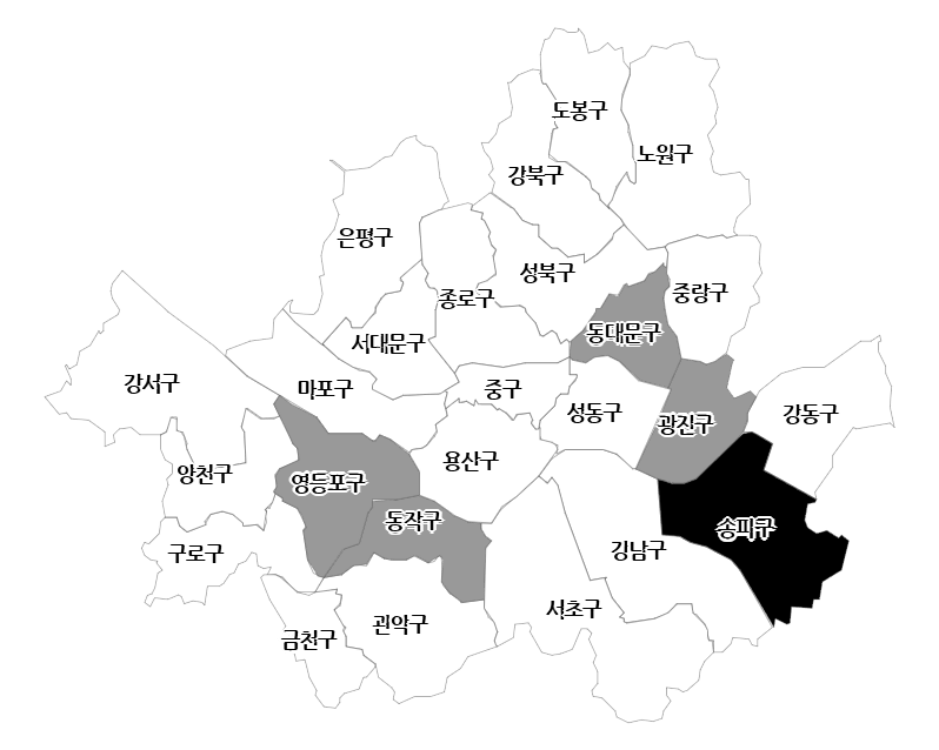 도봉구
노원구
강북구
은평구
성북구
종로구
중랑구
동대문구
서대문구
강서구
마포구
중구
성동구
광진구
강동구
양천구
영등포구
용산구
동작구
송파구
구로구
강남구
서초구
관악구
금천구